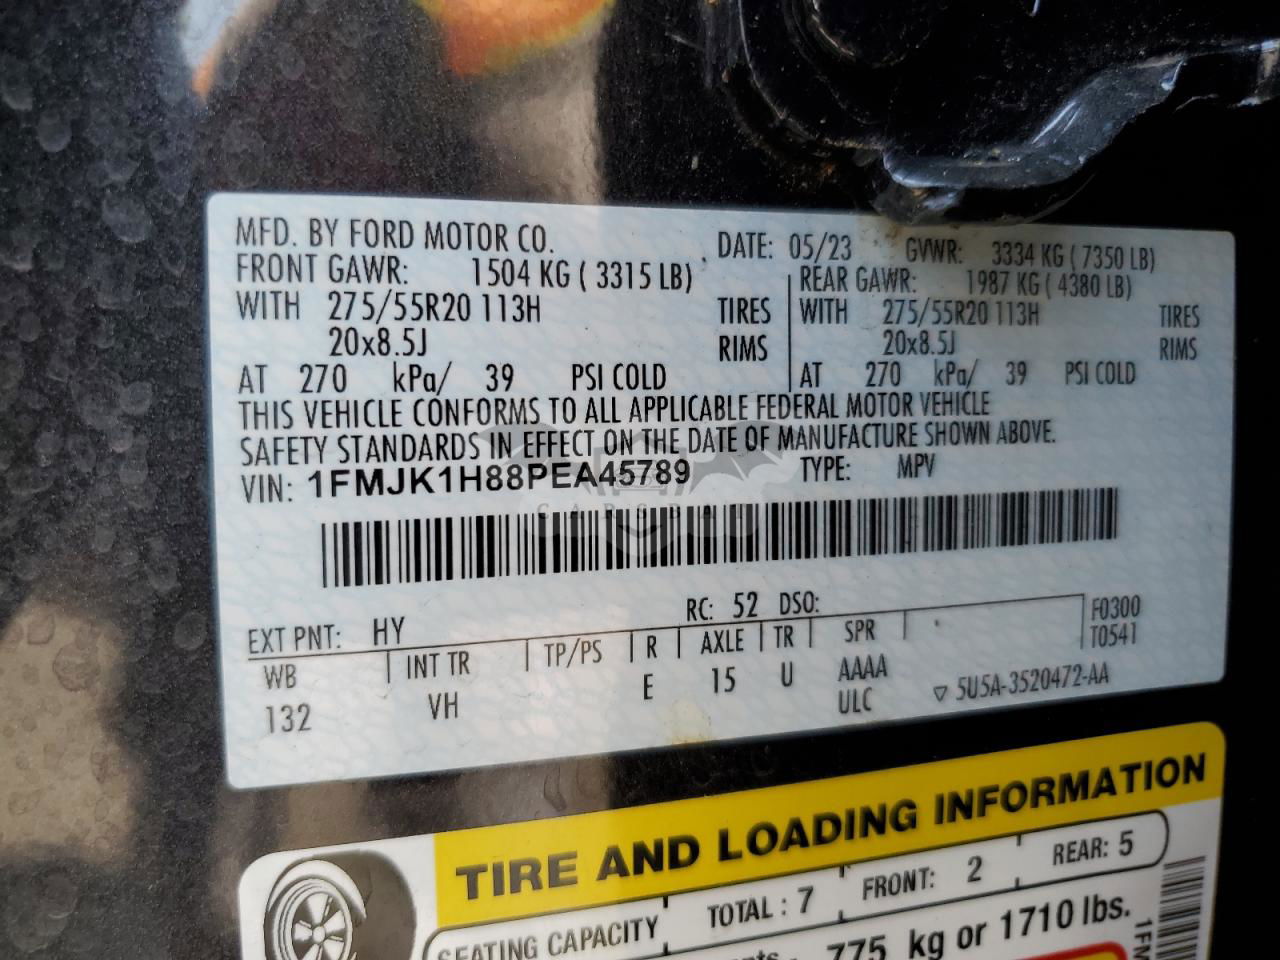 MFD. BY FORD MOTOR CO. DATE: 05/23 GVWR: 3334 KG ( 7350 LB)
FRONT GAWR: 1504 KG ( 3315 LB) REAR GAWR: 1987 KG ( 4380 LB)
WITH 275/55R20 113H TIRES WITH 275/55R20 113H TIRES
20x8.5J RIMS 20x8.5J RIMS
AT 270 kPa/ 39 PSI COLD AT 270 kPa/ 39 PSI COLD
THIS VEHICLE CONFORMS TO ALL APPLICABLE FEDERAL MOTOR VEHICLE
SAFETY STANDARDS IN EFFECT ON THE DATE OF MANUFACTURE SHOWN ABOVE.
VIN: 1FMJK1H88PEA45789 TYPE: MPV
EXT PNT: HY RC: 52 DSO: F0300
WB INT TR TP/PS R AXLE TR SPR T0541
132 VH E 15 U AAAA
ULC ▽ 5U5A-3520472-AA
TIRE AND LOADING INFORMATION
SEATING CAPACITY TOTAL : 7 FRONT: 2 REAR: 5
775 kg or 1710 lbs.